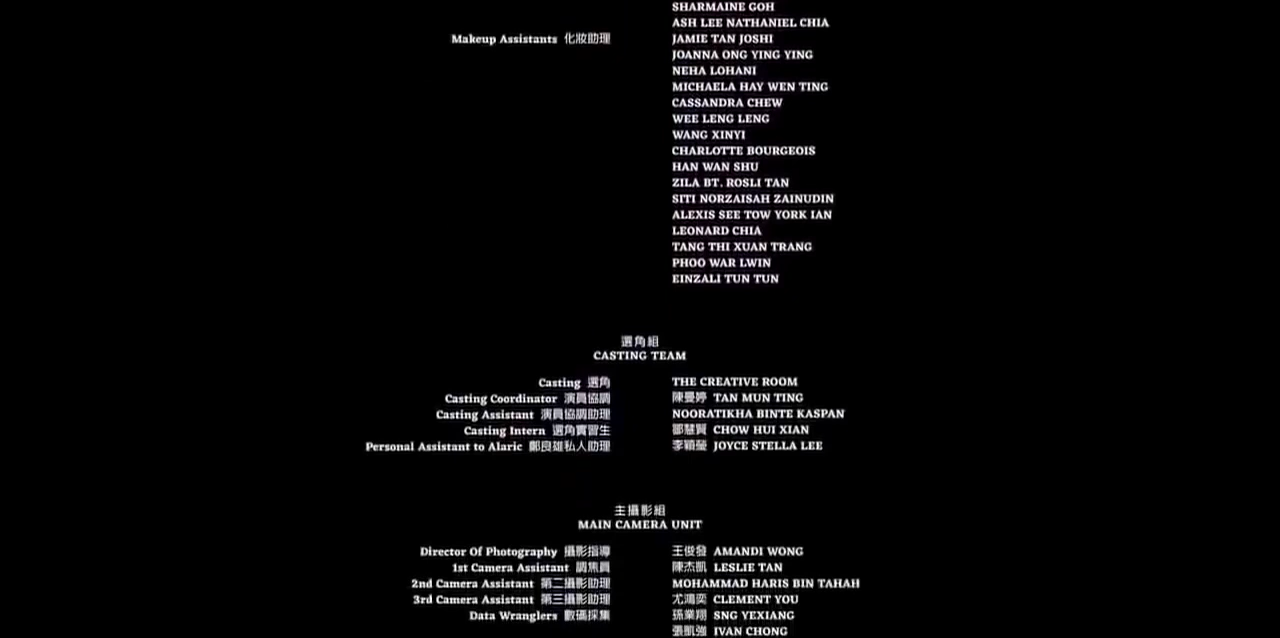 SHARMAINE GOH
ASH LEE NATHANIEL CHIA
Makeup Assistants 化妝助理 JAMIE TAN JOSHI
JOANNA ONG YING YING
NEHA LOHANI
MICHAELA HAY WEN TING
CASSANDRA CHEW
WEE LENG LENG
WANG XINYI
CHARLOTTE BOURGEOIS
HAN WAN SHU
ZILA BT. ROSLI TAN
SITI NORZAISAH ZAINUDIN
ALEXIS SEE TOW YORK IAN
LEONARD CHIA
TANG THI XUAN TRANG
PHOO WAR LWIN
EINZALI TUN TUN
選角組
CASTING TEAM
Casting 選角 THE CREATIVE ROOM
Casting Coordinator 演員協調 陳曼婷 TAN MUN TING
Casting Assistant 演員協調助理 NOORATIKHA BINTE KASPAN
Casting Intern 選角實習生 鄒慧賢 CHOW HUI XIAN
Personal Assistant to Alaric 鄭良雄私人助理 李穎瑩 JOYCE STELLA LEE
主攝影組
MAIN CAMERA UNIT
Director Of Photography 攝影指導 王俊發 AMANDI WONG
1st Camera Assistant 調焦員 陳杰凱 LESLIE TAN
2nd Camera Assistant 第二攝影助理 MOHAMMAD HARIS BIN TAHAH
3rd Camera Assistant 第三攝影助理 尤鴻奕 CLEMENT YOU
Data Wranglers 數碼採集 孫業翔 SNG YEXIANG
張凱強 IVAN CHONG